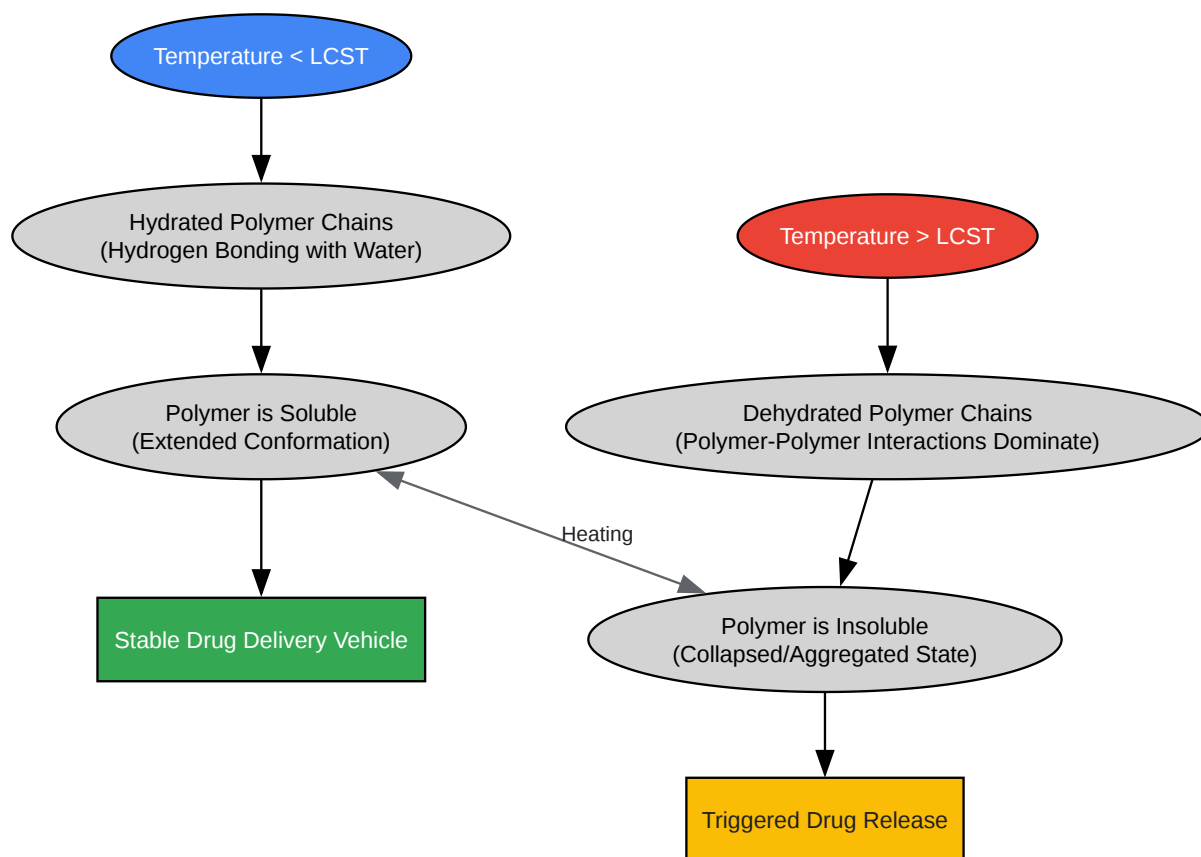 Temperature < LCST
Hydrated Polymer Chains
(Hydrogen Bonding with Water)
Temperature > LCST
Polymer is Soluble
(Extended Conformation)
Dehydrated Polymer Chains
(Polymer-Polymer Interactions Dominate)
Heating
Stable Drug Delivery Vehicle
Polymer is Insoluble
(Collapsed/Aggregated State)
Triggered Drug Release